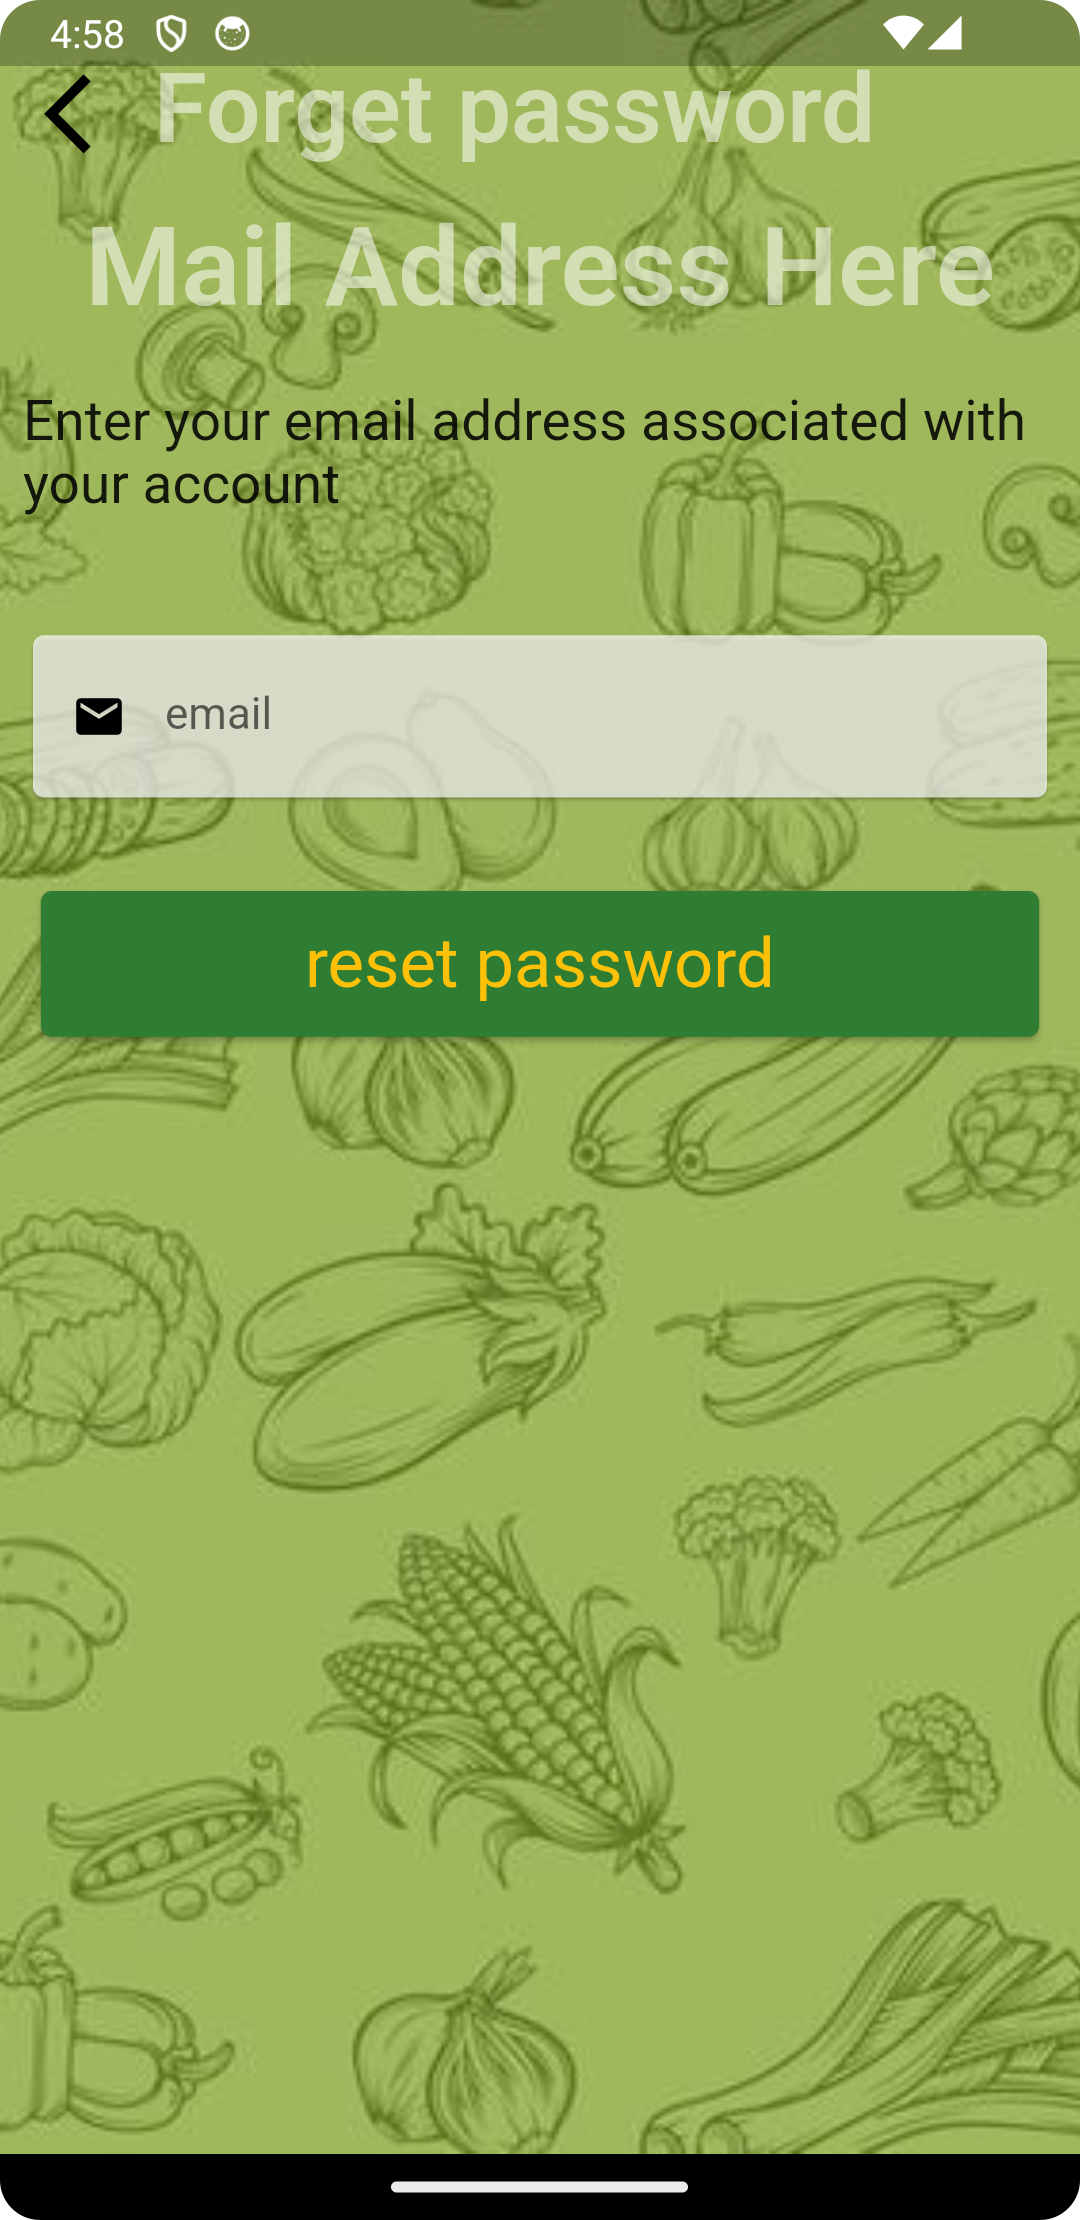 4:58
Forget password
Mail Address Here
Enter your email address associated with
your account
email
reset password